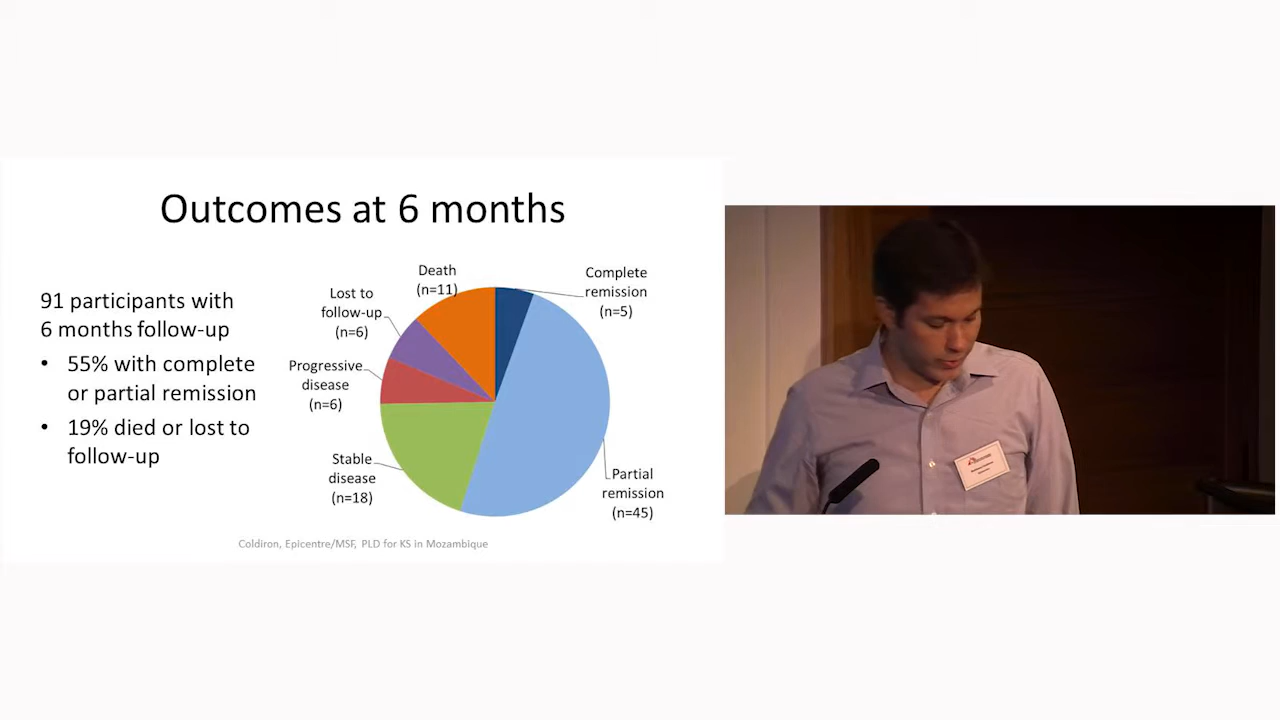 Outcomes at 6 months
91 participants with
6 months follow-up
• 55% with complete
or partial remission
• 19% died or lost to
follow-up
Death
(n=11)
Complete
remission
(n=5)
Lost to
follow-up
(n=6)
Progressive
disease
(n=6)
Stable
disease
(n=18)
Partial
remission
(n=45)
Coldiron, Epicentre/MSF, PLD for KS in Mozambique